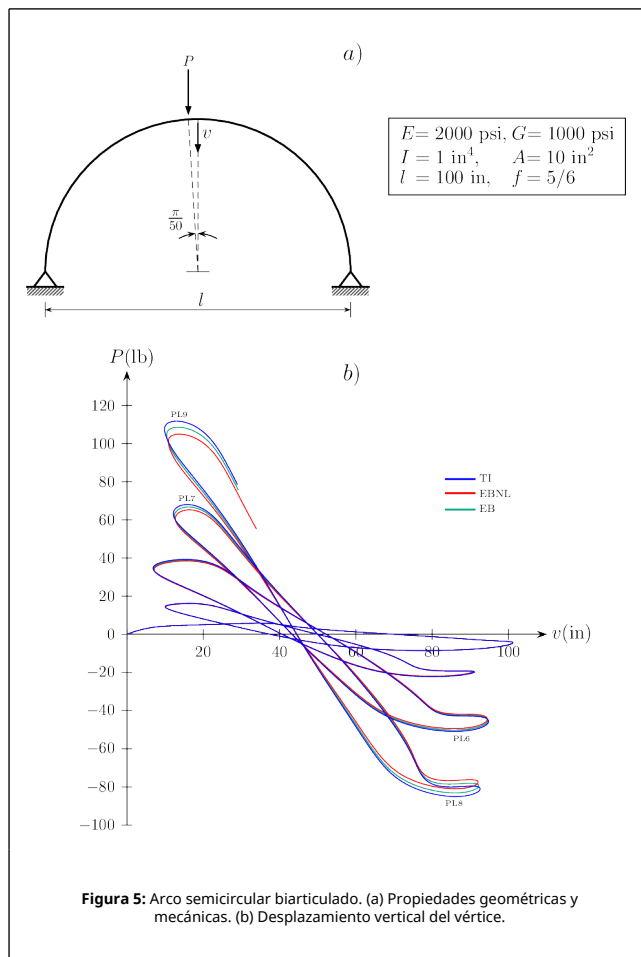 a)
P
v
π/50
l
E= 2000 psi, G= 1000 psi
I = 1 in⁴, A= 10 in²
l = 100 in, f = 5/6
P(lb)
b)
120
100
80
60
40
20
0
−20
−40
−60
−80
−100
20
40
60
80
100
v(in)
PL9
PL7
PL6
PL8
TI
EBNL
EB
Figura 5: Arco semicircular biarticulado. (a) Propiedades geométricas y
mecánicas. (b) Desplazamiento vertical del vértice.